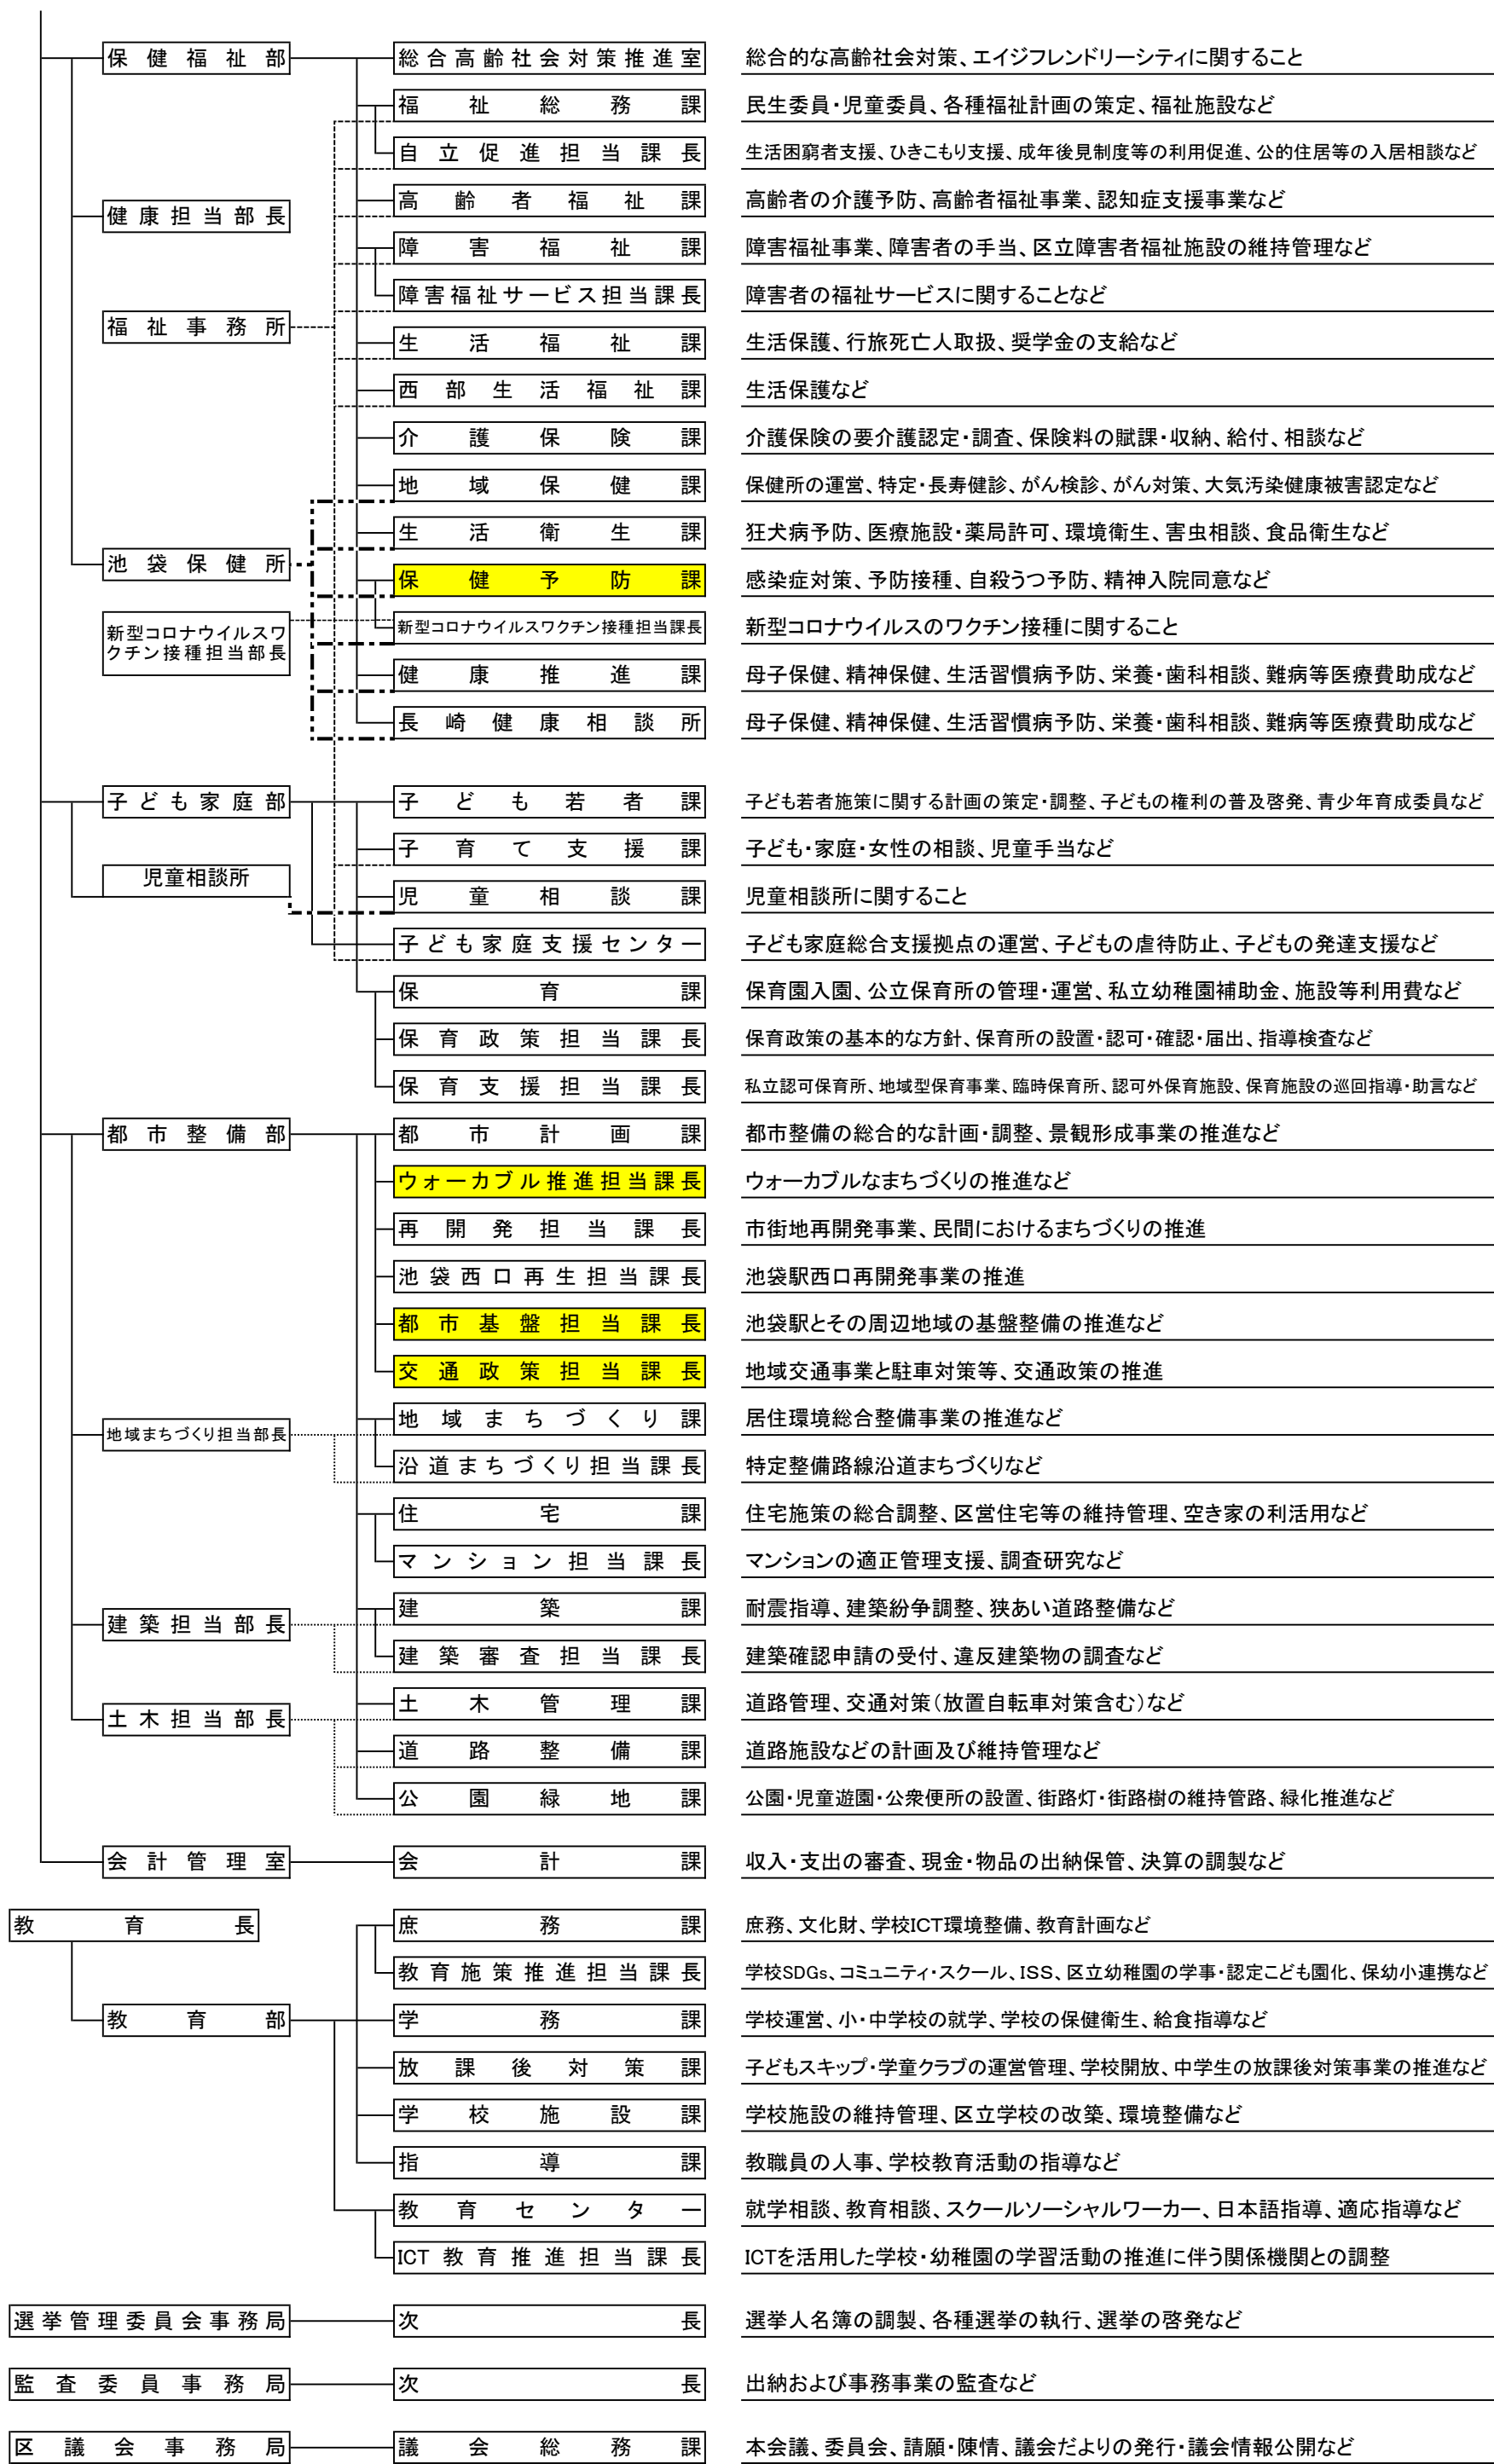 保健福祉部 総合高齢社会対策推進室 総合的な高齢社会対策、エイジフレンドリーシティに関すること
福祉総務課 民生委員・児童委員、各種福祉計画の策定、福祉施設など
自立促進担当課長 生活困窮者支援、ひきこもり支援、成年後見制度等の利用促進、公的住居等の入居相談など
高齢者福祉課 高齢者の介護予防、高齢者福祉事業、認知症支援事業など
健康担当部長
障害福祉課 障害福祉事業、障害者の手当、区立障害者福祉施設の維持管理など
障害福祉サービス担当課長 障害者の福祉サービスに関することなど
福祉事務所
生活福祉課 生活保護、行旅死亡人取扱、奨学金の支給など
西部生活福祉課 生活保護など
介護保険課 介護保険の要介護認定・調査、保険料の賦課・収納、給付、相談など
地域保健課 保健所の運営、特定・長寿健診、がん検診、がん対策、大気汚染健康被害認定など
生活衛生課 狂犬病予防、医療施設・薬局許可、環境衛生、害虫相談、食品衛生など
池袋保健所
保健予防課 感染症対策、予防接種、自殺うつ予防、精神入院同意など
新型コロナウイルスワ
クチン接種担当部長
新型コロナウイルスワクチン接種担当課長 新型コロナウイルスのワクチン接種に関すること
健康推進課 母子保健、精神保健、生活習慣病予防、栄養・歯科相談、難病等医療費助成など
長崎健康相談所 母子保健、精神保健、生活習慣病予防、栄養・歯科相談、難病等医療費助成など
子ども家庭部 子ども若者課 子ども若者施策に関する計画の策定・調整、子どもの権利の普及啓発、青少年育成委員など
子育て支援課 子ども・家庭・女性の相談、児童手当など
児童相談所
児童相談課 児童相談所に関すること
子ども家庭支援センター 子ども家庭総合支援拠点の運営、子どもの虐待防止、子どもの発達支援など
保育課 保育園入園、公立保育所の管理・運営、私立幼稚園補助金、施設等利用費など
保育政策担当課長 保育政策の基本的な方針、保育所の設置・認可・確認・届出、指導検査など
保育支援担当課長 私立認可保育所、地域型保育事業、臨時保育所、認可外保育施設、保育施設の巡回指導・助言など
都市整備部 都市計画課 都市整備の総合的な計画・調整、景観形成事業の推進など
ウォーカブル推進担当課長 ウォーカブルなまちづくりの推進など
再開発担当課長 市街地再開発事業、民間におけるまちづくりの推進
池袋西口再生担当課長 池袋駅西口再開発事業の推進
都市基盤担当課長 池袋駅とその周辺地域の基盤整備の推進など
交通政策担当課長 地域交通事業と駐車対策等、交通政策の推進
地域まちづくり課 居住環境総合整備事業の推進など
地域まちづくり担当部長
沿道まちづくり担当課長 特定整備路線沿道まちづくりなど
住宅課 住宅施策の総合調整、区営住宅等の維持管理、空き家の利活用など
マンション担当課長 マンションの適正管理支援、調査研究など
建築課 耐震指導、建築紛争調整、狭あい道路整備など
建築担当部長
建築審査担当課長 建築確認申請の受付、違反建築物の調査など
土木管理課 道路管理、交通対策（放置自転車対策含む）など
土木担当部長
道路整備課 道路施設などの計画及び維持管理など
公園緑地課 公園・児童遊園・公衆便所の設置、街路灯・街路樹の維持管路、緑化推進など
会計管理室 会計課 収入・支出の審査、現金・物品の出納保管、決算の調製など
教育長 庶務課 庶務、文化財、学校ICT環境整備、教育計画など
教育施策推進担当課長 学校SDGs、コミュニティ・スクール、ISS、区立幼稚園の学事・認定こども園化、保幼小連携など
教育部 学務課 学校運営、小・中学校の就学、学校の保健衛生、給食指導など
放課後対策課 子どもスキップ・学童クラブの運営管理、学校開放、中学生の放課後対策事業の推進など
学校施設課 学校施設の維持管理、区立学校の改築、環境整備など
指導課 教職員の人事、学校教育活動の指導など
教育センター 就学相談、教育相談、スクールソーシャルワーカー、日本語指導、適応指導など
ICT教育推進担当課長 ICTを活用した学校・幼稚園の学習活動の推進に伴う関係機関との調整
選挙管理委員会事務局 次長 選挙人名簿の調製、各種選挙の執行、選挙の啓発など
監査委員事務局 次長 出納および事務事業の監査など
区議会事務局 議会総務課 本会議、委員会、請願・陳情、議会だよりの発行・議会情報公開など